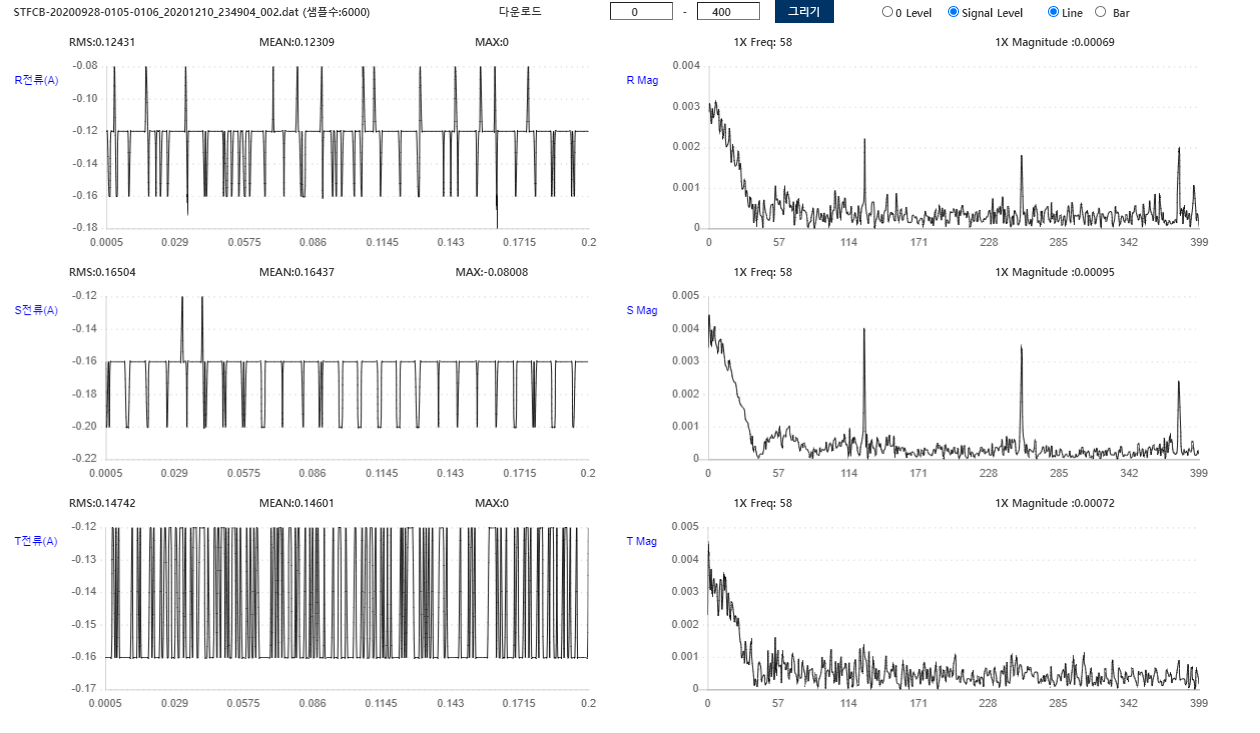 STFCB-20200928-0105-0106_20201210_234904_002.dat (샘플수:6000) 다운로드 0 - 400 그리기 0 Level Signal Level Line Bar
RMS:0.12431 MEAN:0.12309 MAX:0 1X Freq: 58 1X Magnitude :0.00069
R전류(A)
-0.08
-0.10
-0.12
-0.14
-0.16
-0.18
0.0005 0.029 0.0575 0.086 0.1145 0.143 0.1715 0.2
R Mag
0.004
0.003
0.002
0.001
0
0 57 114 171 228 285 342 399
RMS:0.16504 MEAN:0.16437 MAX:-0.08008 1X Freq: 58 1X Magnitude :0.00095
S전류(A)
-0.12
-0.14
-0.16
-0.18
-0.20
-0.22
0.0005 0.029 0.0575 0.086 0.1145 0.143 0.1715 0.2
S Mag
0.005
0.004
0.003
0.002
0.001
0
0 57 114 171 228 285 342 399
RMS:0.14742 MEAN:0.14601 MAX:0 1X Freq: 58 1X Magnitude :0.00072
T전류(A)
-0.12
-0.13
-0.14
-0.15
-0.16
-0.17
0.0005 0.029 0.0575 0.086 0.1145 0.143 0.1715 0.2
T Mag
0.005
0.004
0.003
0.002
0.001
0
0 57 114 171 228 285 342 399